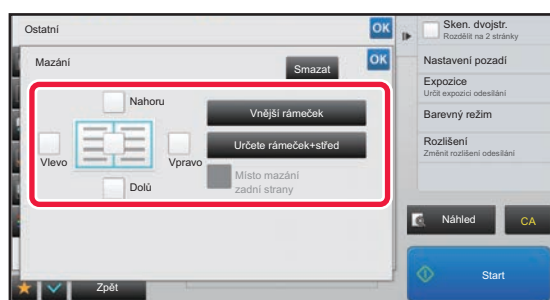 Ostatní
OK
Mazání
Smazat
OK
Nahoru
Vlevo
Vpravo
Dolů
Vnější rámeček
Určete rámeček+střed
Místo mazání
zadní strany
Zpět
Sken. dvojstr.
Rozdělit na 2 stránky
Nastavení pozadí
Expozice
Určit expozici odesílání
Barevný režim
Rozlišení
Změnit rozlišení odesílání
Náhled
CA
Start